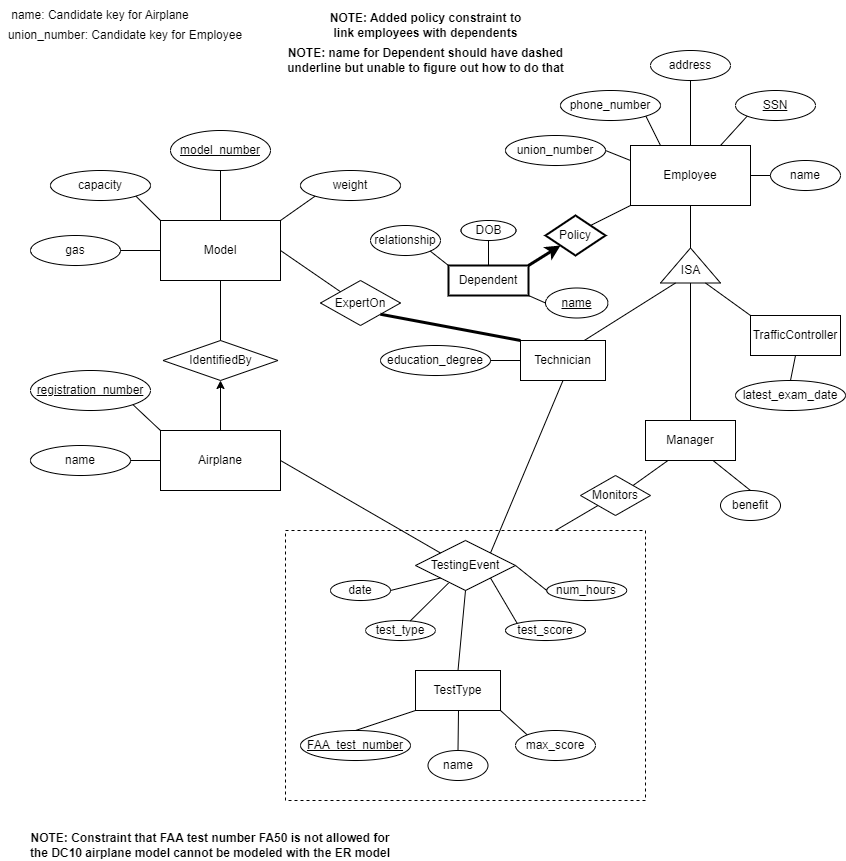 name: Candidate key for Airplane
union_number: Candidate key for Employee
NOTE: Added policy constraint to
link employees with dependents
NOTE: name for Dependent should have dashed
underline but unable to figure out how to do that
address
phone_number
SSN
union_number
Employee
name
model_number
capacity
weight
gas
Model
relationship
DOB
Policy
Dependent
name
ISA
ExpertOn
TrafficController
IdentifiedBy
education_degree
Technician
registration_number
latest_exam_date
name
Airplane
Manager
Monitors
benefit
TestingEvent
date
num_hours
test_type
test_score
TestType
FAA_test_number
name
max_score
NOTE: Constraint that FAA test number FA50 is not allowed for
the DC10 airplane model cannot be modeled with the ER model